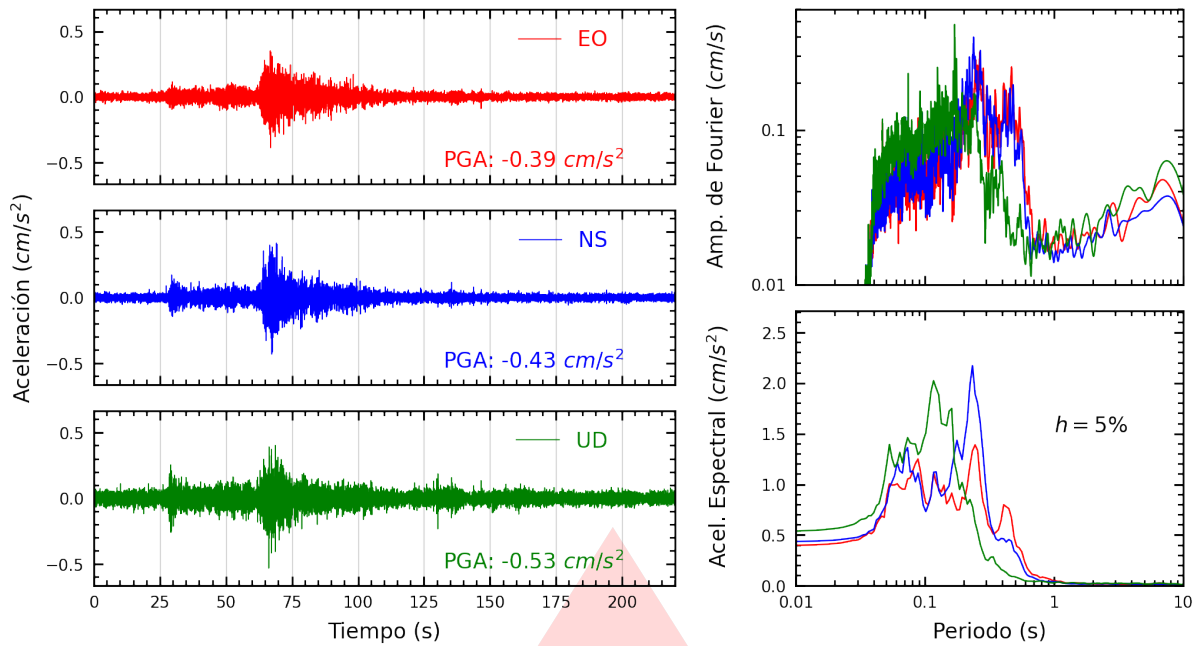 Aceleración (cm/s²)
0.5
0.0
−0.5
EO
PGA: -0.39 cm/s²
0.5
0.0
−0.5
NS
PGA: -0.43 cm/s²
0.5
0.0
−0.5
UD
PGA: -0.53 cm/s²
0 25 50 75 100 125 150 175 200
Tiempo (s)
Amp. de Fourier (cm/s)
0.1
0.01
Acel. Espectral (cm/s²)
2.5
2.0
1.5
1.0
0.5
0.0
h = 5%
0.01 0.1 1 10
Periodo (s)